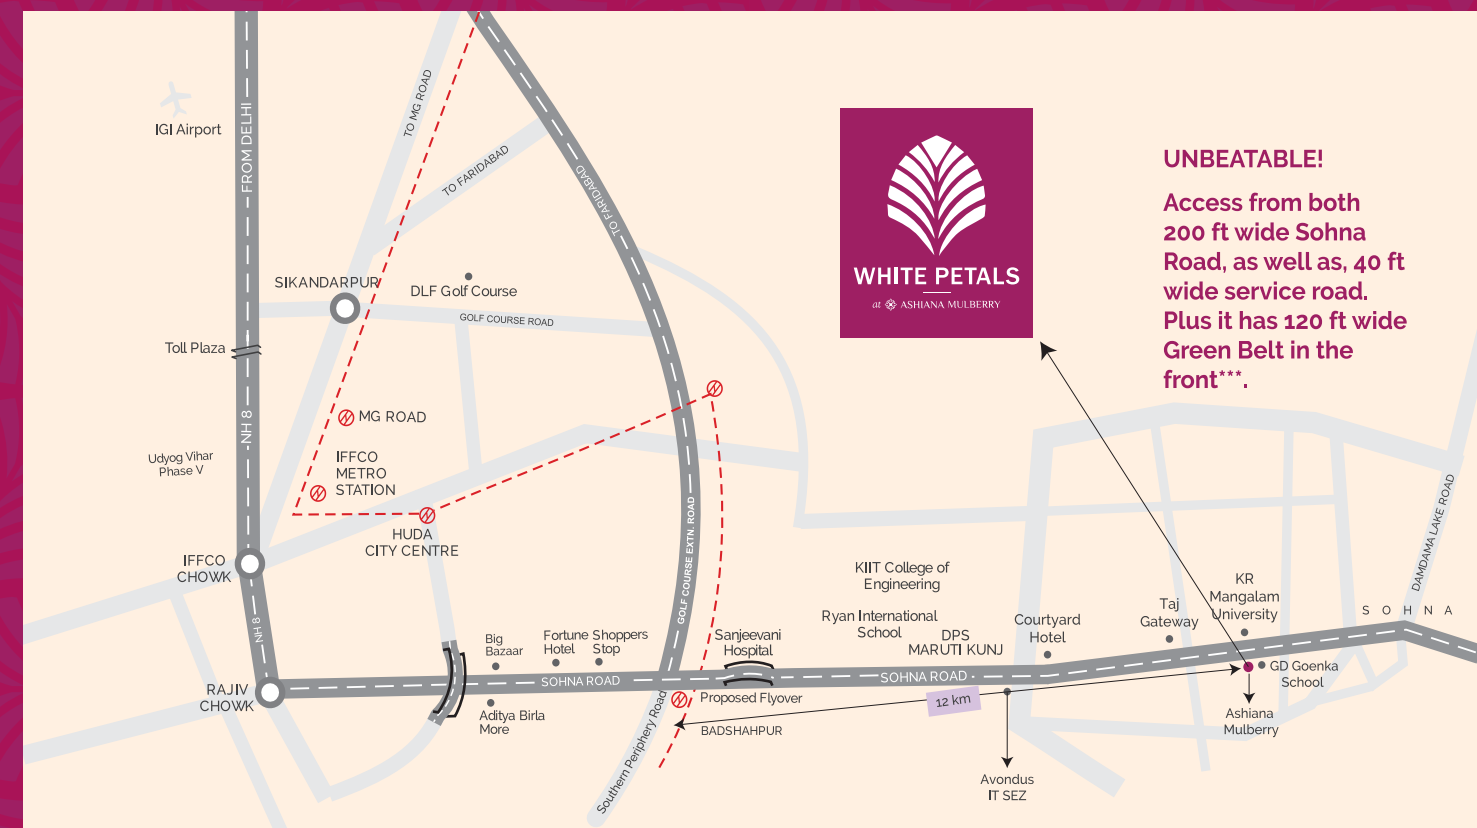 IGI Airport
FROM DELHI
TO MG ROAD
TO FARIDABAD
TO FARIDABAD
SIKANDARPUR
DLF Golf Course
GOLF COURSE ROAD
Toll Plaza
NH 8
MG ROAD
Udyog Vihar
Phase V
IFFCO
METRO
STATION
HUDA
CITY CENTRE
IFFCO
CHOWK
NH 8
RAJIV
CHOWK
GOLF COURSE EXTN. ROAD
WHITE PETALS
at ASHIANA MULBERRY
UNBEATABLE!
Access from both
200 ft wide Sohna
Road, as well as, 40 ft
wide service road.
Plus it has 120 ft wide
Green Belt in the
front***.
Big
Bazaar
Fortune
Hotel
Shoppers
Stop
SOHNA ROAD
Aditya Birla
More
Sanjeevani
Hospital
Proposed Flyover
Southern Periphery Road
BADSHAHPUR
KIIT College of
Engineering
Ryan International
School
DPS
MARUTI KUNJ
SOHNA ROAD
12 km
Courtyard
Hotel
Avondus
IT SEZ
Taj
Gateway
KR
Mangalam
University
GD Goenka
School
Ashiana
Mulberry
SOHNA
DAMDAMA LAKE ROAD